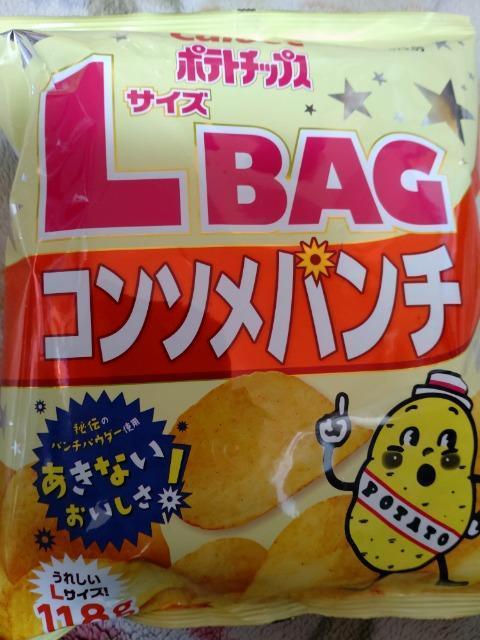 Calbee
ポテトチップス
Lサイズ
BAG
コンソメパンチ
秘伝の
パンチパウダー使用
あきない
おいしさ!
POTATO
うれしい
Lサイズ!
118g